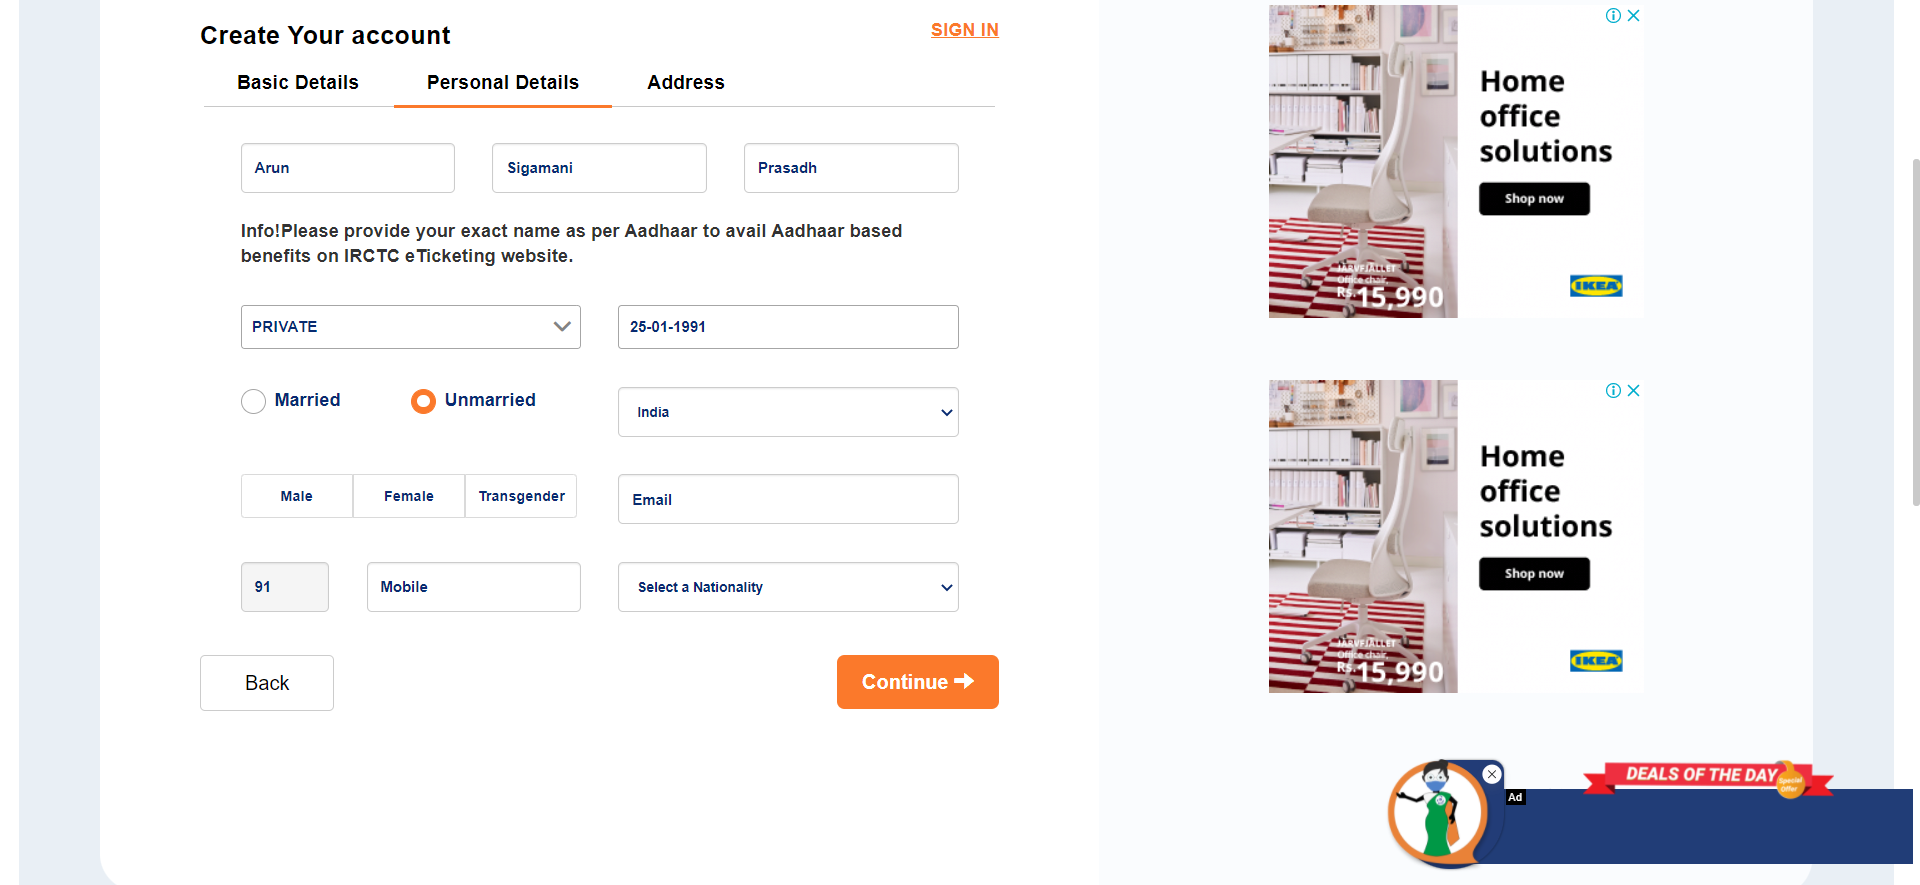 Create Your account
SIGN IN
Basic Details
Personal Details
Address
Arun
Sigamani
Prasadh
Info!Please provide your exact name as per Aadhaar to avail Aadhaar based
benefits on IRCTC eTicketing website.
PRIVATE
25-01-1991
Married
Unmarried
India
Male
Female
Transgender
Email
91
Mobile
Select a Nationality
Back
Continue
Home
office
solutions
Shop now
JÄRVFJÄLLET
Office chair,
Rs.15,990
IKEA
Home
office
solutions
Shop now
JÄRVFJÄLLET
Office chair,
Rs.15,990
IKEA
Ad
DEALS OF THE DAY
Special
Offer